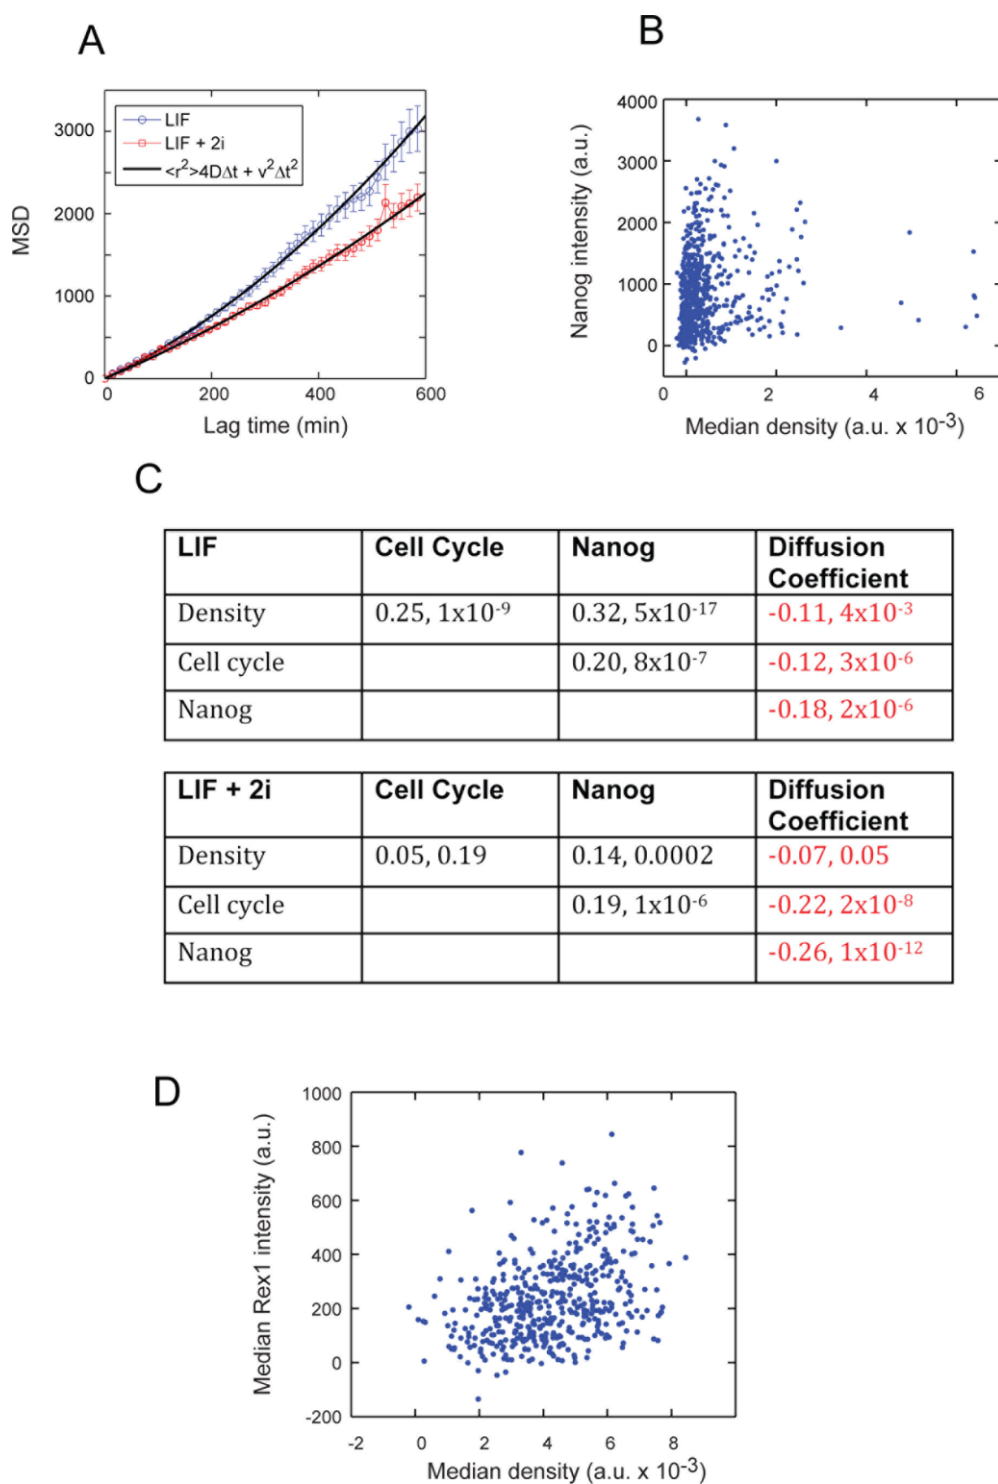 A
3000
2000
1000
0
MSD
LIF
LIF + 2i
<r²>4DΔt + v²Δt²
0 200 400 600
Lag time (min)
B
4000
3000
2000
1000
0
Nanog intensity (a.u.)
0 2 4 6
Median density (a.u. x 10⁻³)
C
LIF Cell Cycle Nanog Diffusion
Coefficient
Density 0.25, 1x10⁻⁹ 0.32, 5x10⁻¹⁷ -0.11, 4x10⁻³
Cell cycle 0.20, 8x10⁻⁷ -0.12, 3x10⁻⁶
Nanog -0.18, 2x10⁻⁶
LIF + 2i Cell Cycle Nanog Diffusion
Coefficient
Density 0.05, 0.19 0.14, 0.0002 -0.07, 0.05
Cell cycle 0.19, 1x10⁻⁶ -0.22, 2x10⁻⁸
Nanog -0.26, 1x10⁻¹²
D
1000
800
600
400
200
0
-200
Median Rex1 intensity (a.u.)
-2 0 2 4 6 8
Median density (a.u. x 10⁻³)